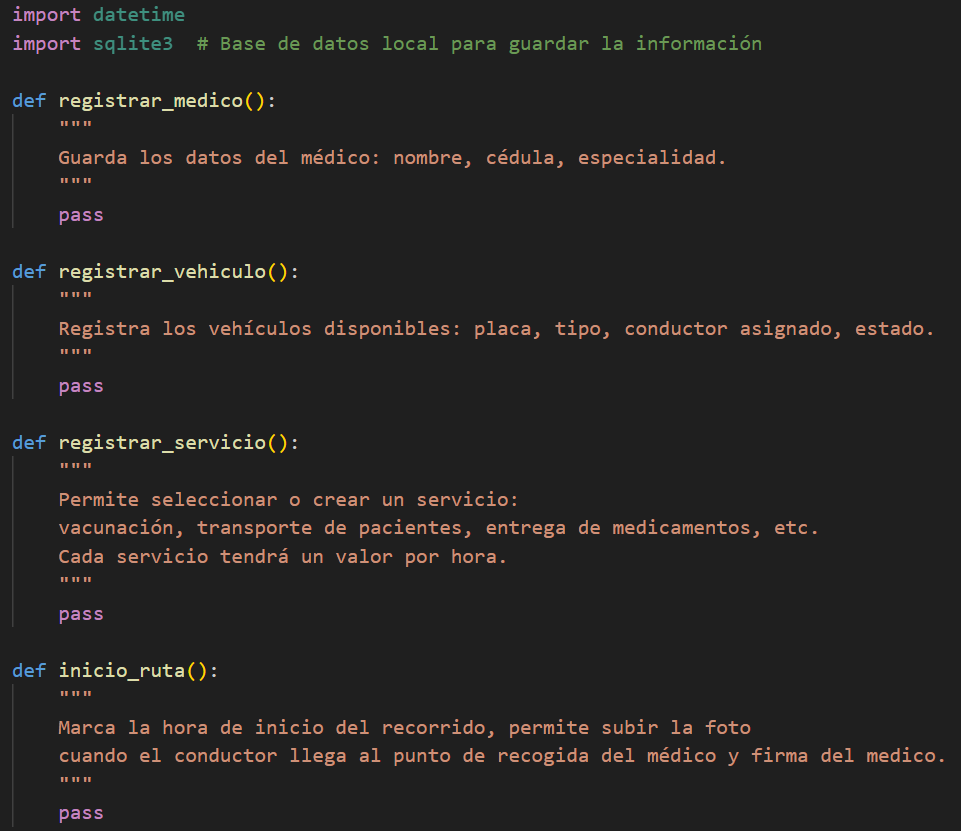 import datetime
import sqlite3  # Base de datos local para guardar la información
def registrar_medico():
    """
    Guarda los datos del médico: nombre, cédula, especialidad.
    """
    pass
def registrar_vehiculo():
    """
    Registra los vehículos disponibles: placa, tipo, conductor asignado, estado.
    """
    pass
def registrar_servicio():
    """
    Permite seleccionar o crear un servicio:
    vacunación, transporte de pacientes, entrega de medicamentos, etc.
    Cada servicio tendrá un valor por hora.
    """
    pass
def inicio_ruta():
    """
    Marca la hora de inicio del recorrido, permite subir la foto
    cuando el conductor llega al punto de recogida del médico y firma del medico.
    """
    pass